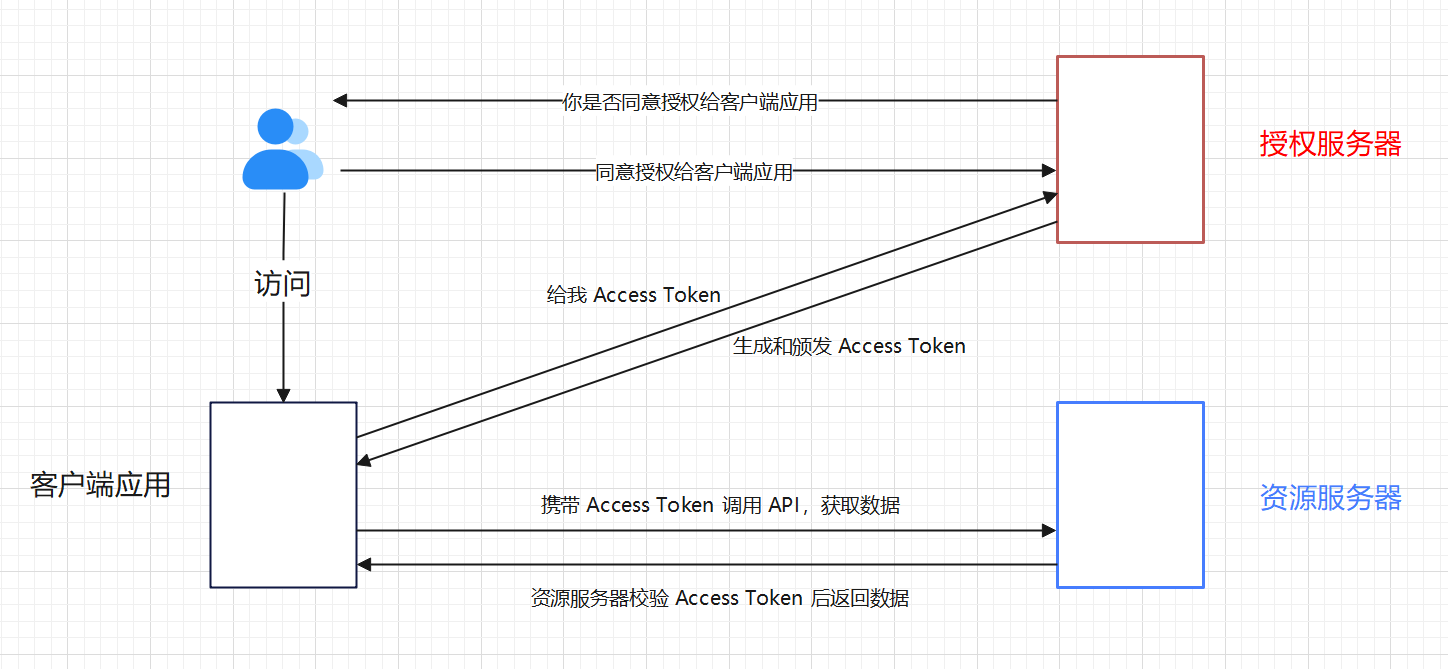 你是否同意授权给客户端应用
授权服务器
同意授权给客户端应用
访问
给我 Access Token
生成和颁发 Access Token
客户端应用
携带 Access Token 调用 API，获取数据
资源服务器
资源服务器校验 Access Token 后返回数据